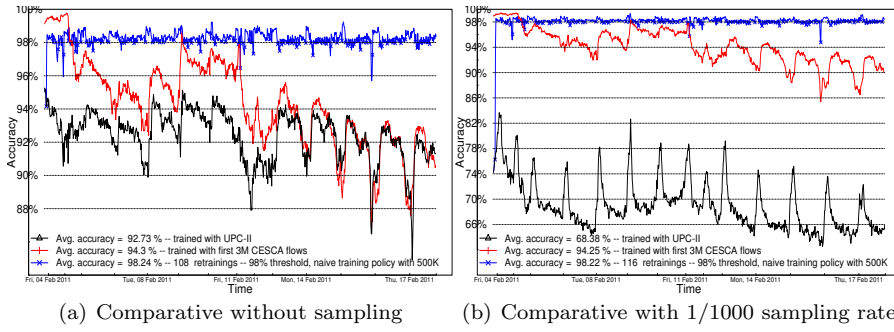 100%
98%
96%
94%
92%
90%
88%
Accuracy
Avg. accuracy = 92.73 % -- trained with UPC-II
Avg. accuracy = 94.3 % -- trained with first 3M CESCA flows
Avg. accuracy = 98.24 % -- 108 retrainings -- 98% threshold, naive training policy with 500K
Fri, 04 Feb 2011
Tue, 08 Feb 2011
Fri, 11 Feb 2011
Mon, 14 Feb 2011
Thu, 17 Feb 2011
Time
(a) Comparative without sampling
98%
94%
90%
86%
82%
78%
74%
70%
66%
Accuracy
Avg. accuracy = 68.38 % -- trained with UPC-II
Avg. accuracy = 94.25 % -- trained with first 3M CESCA flows
Avg. accuracy = 98.22 % -- 116 retrainings -- 98% threshold, naive training policy with 500K
Fri, 04 Feb 2011
Tue, 08 Feb 2011
Fri, 11 Feb 2011
Mon, 14 Feb 2011
Thu, 17 Feb 2011
Time
(b) Comparative with 1/1000 sampling rate